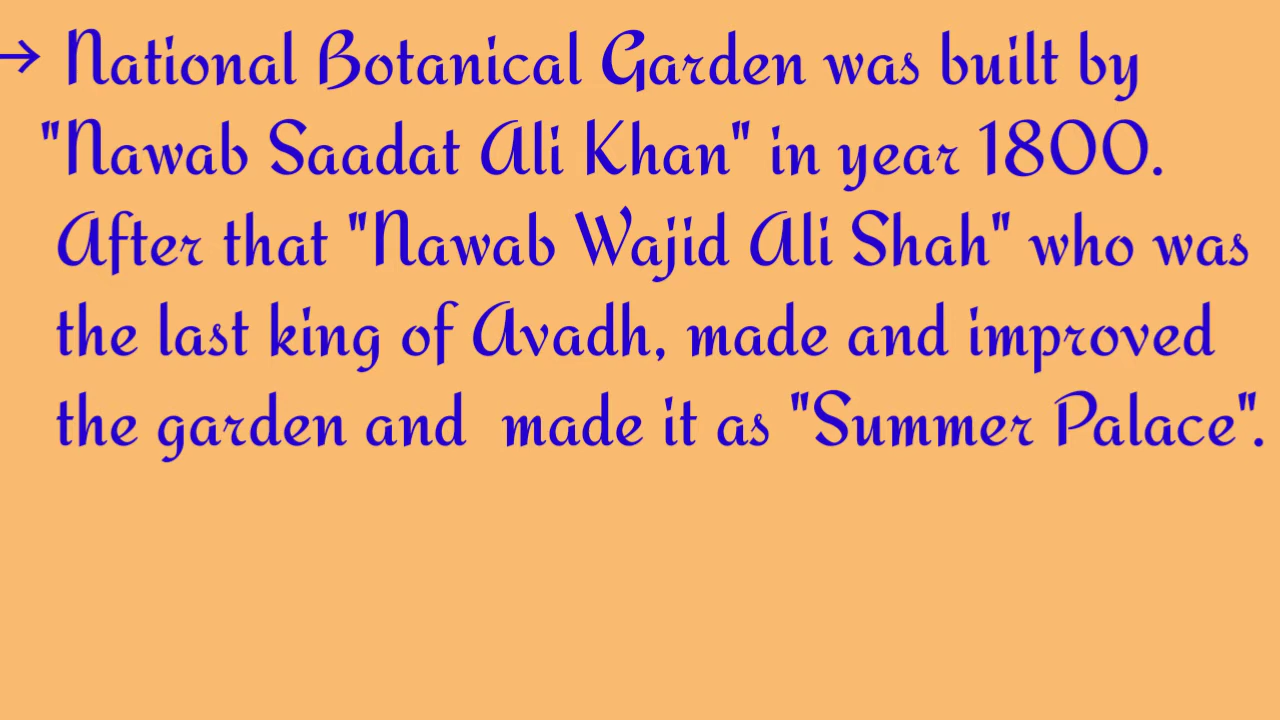 → National Botanical Garden was built by
"Nawab Saadat Ali Khan" in year 1800.
After that "Nawab Wajid Ali Shah" who was
the last king of Avadh, made and improved
the garden and  made it as "Summer Palace".